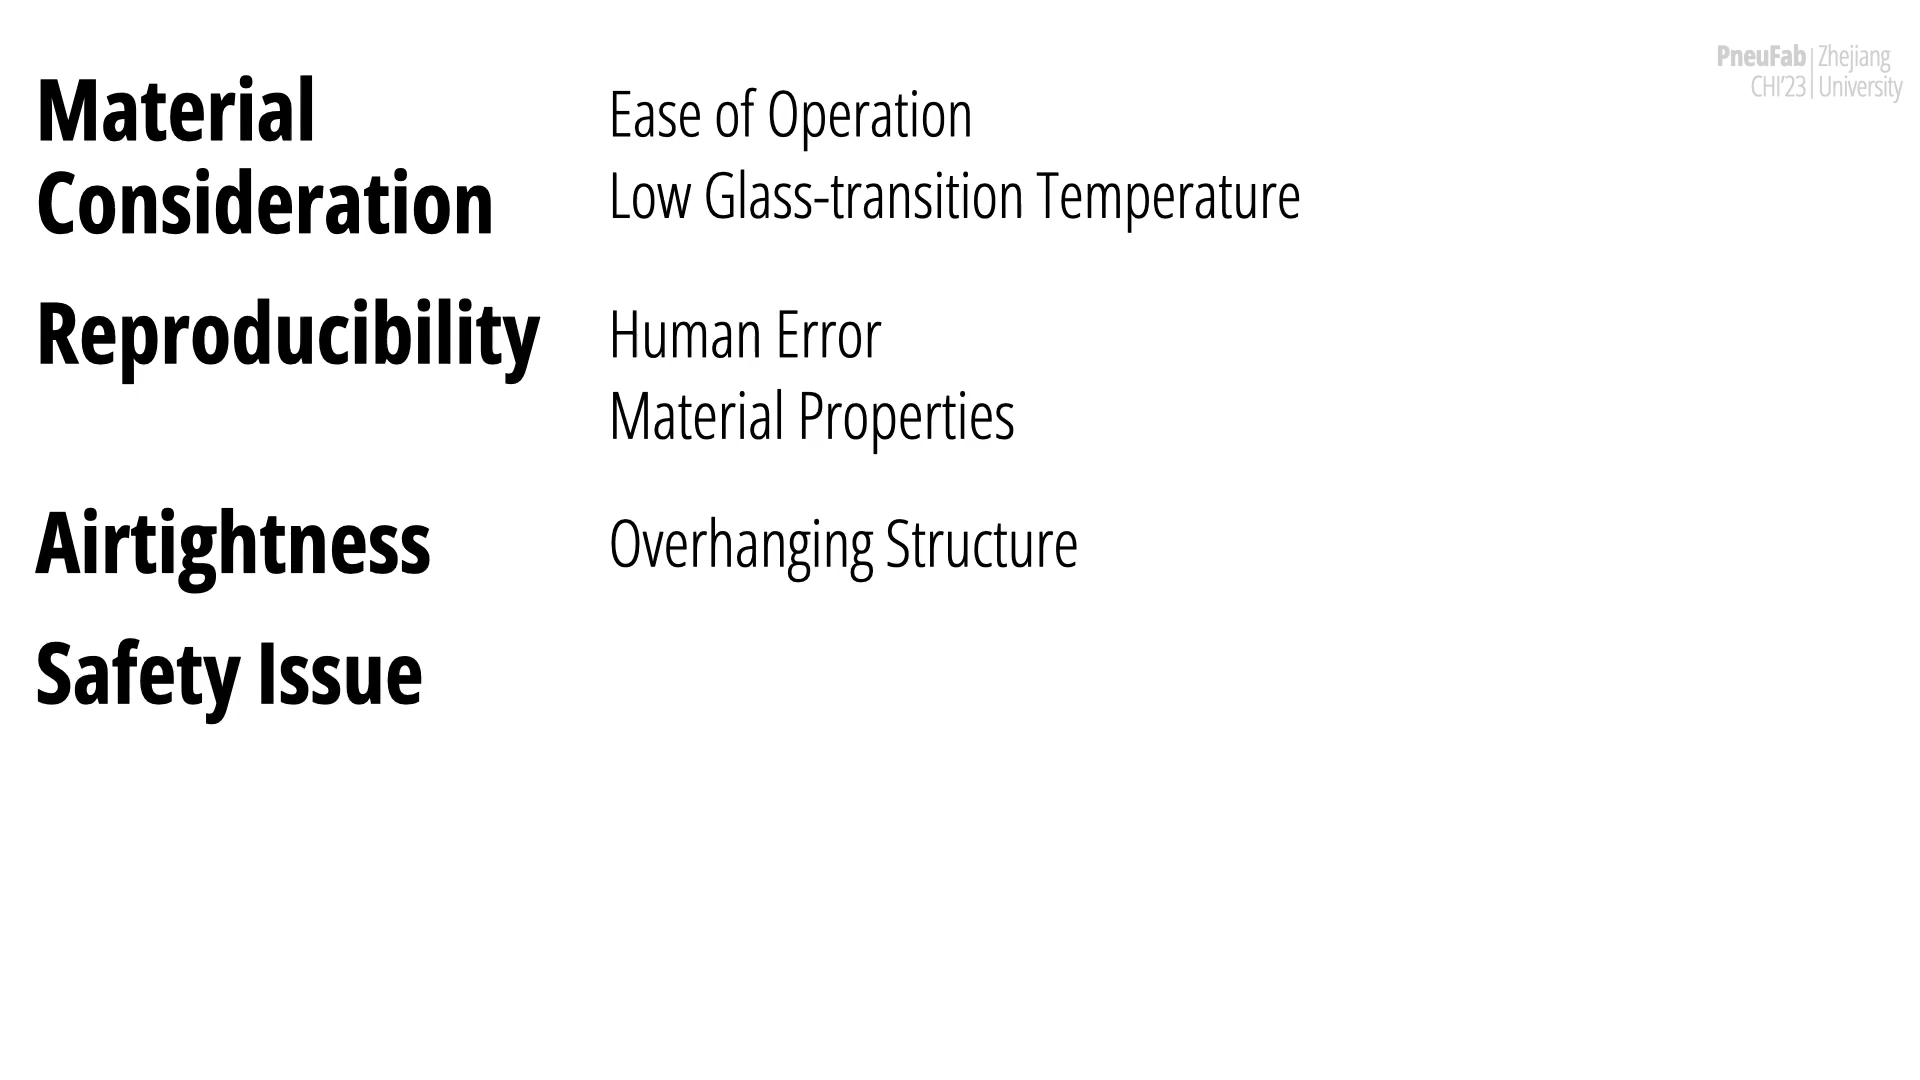 PneuFab Zhejiang
CHI'23 University
Material
Consideration
Ease of Operation
Low Glass-transition Temperature
Reproducibility
Human Error
Material Properties
Airtightness
Overhanging Structure
Safety Issue